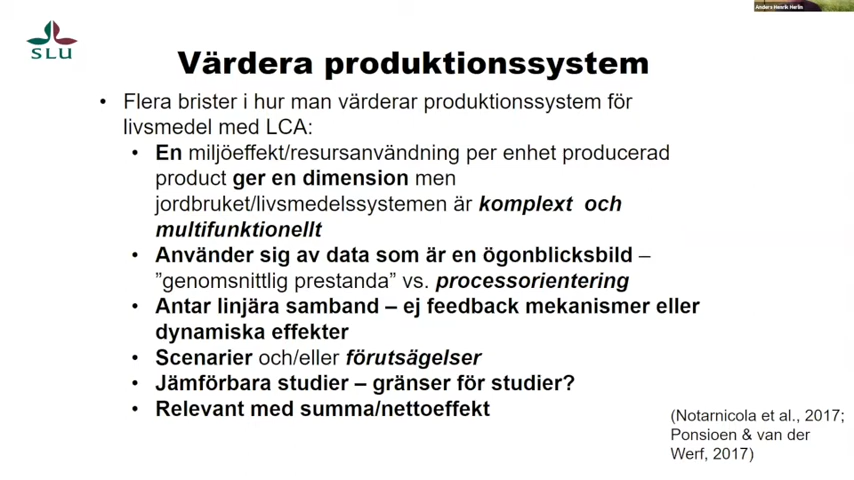 Anders Henrik Herlin
SLU
Värdera produktionssystem
• Flera brister i hur man värderar produktionssystem för
livsmedel med LCA:
• En miljöeffekt/resursanvändning per enhet producerad
product ger en dimension men
jordbruket/livsmedelssystemen är komplext och
multifunktionellt
• Använder sig av data som är en ögonblicksbild –
”genomsnittlig prestanda” vs. processorientering
• Antar linjära samband – ej feedback mekanismer eller
dynamiska effekter
• Scenarier och/eller förutsägelser
• Jämförbara studier – gränser för studier?
• Relevant med summa/nettoeffekt
(Notarnicola et al., 2017;
Ponsioen & van der
Werf, 2017)